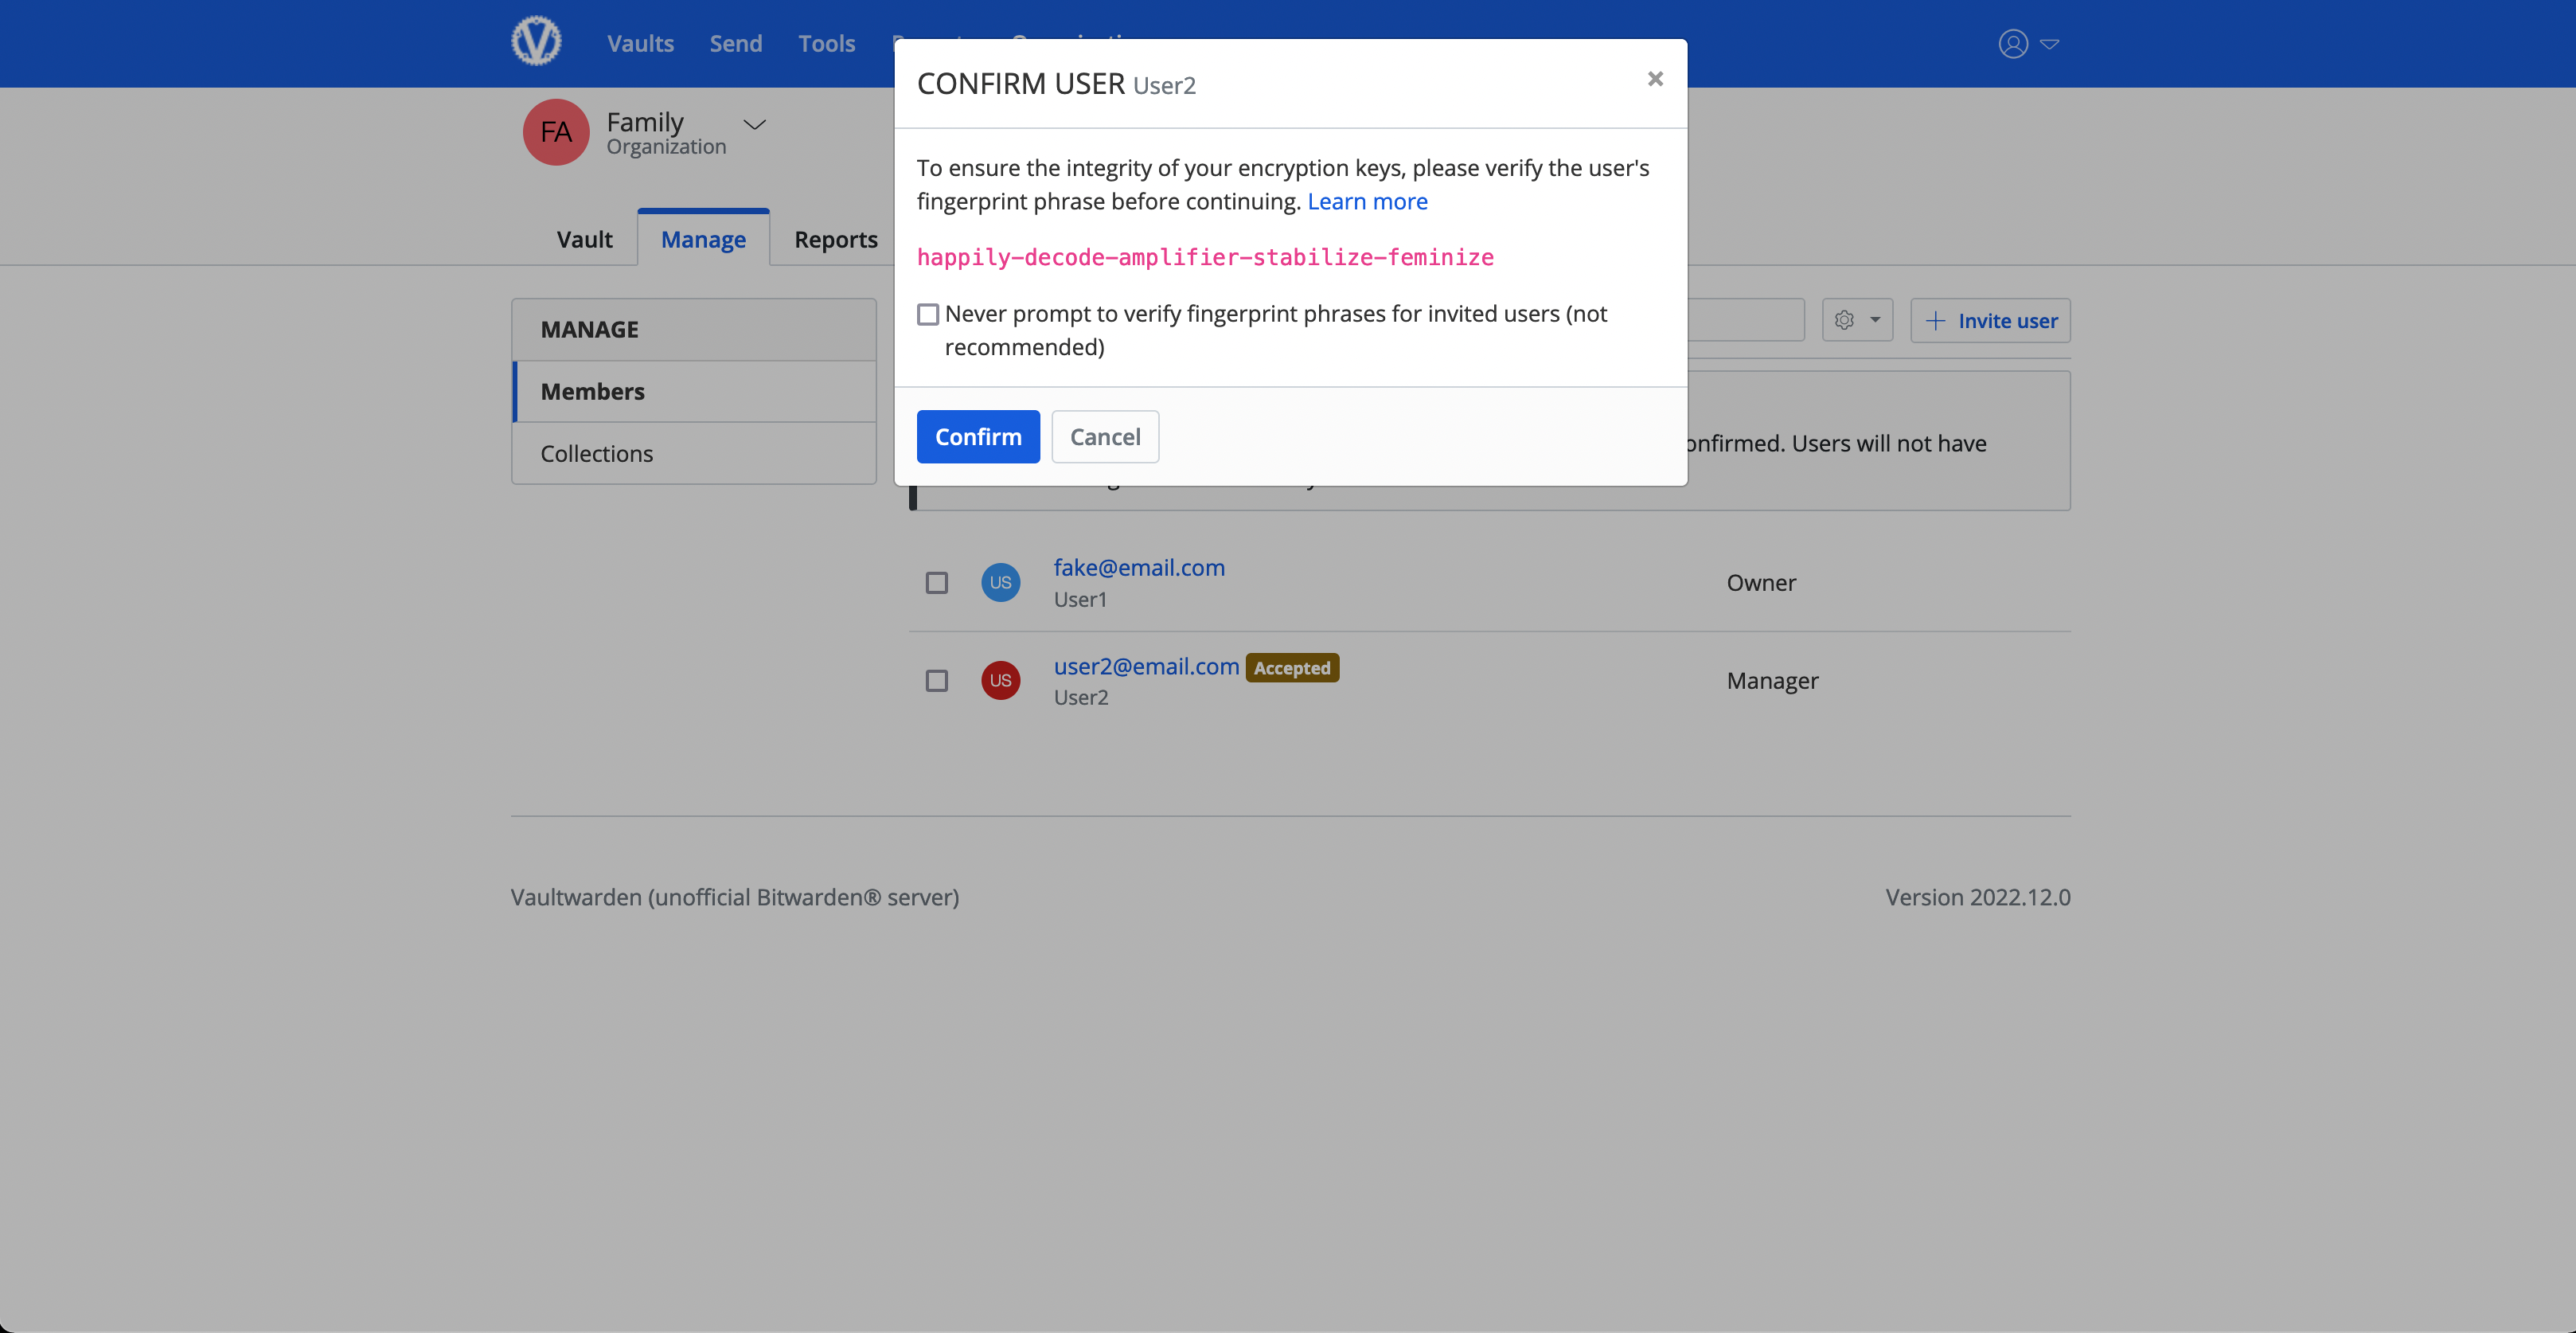 Vaults Send Tools
CONFIRM USER User2
×
To ensure the integrity of your encryption keys, please verify the user's
fingerprint phrase before continuing. Learn more
happily-decode-amplifier-stabilize-feminize
Never prompt to verify fingerprint phrases for invited users (not
recommended)
Confirm Cancel
FA Family
Organization
Vault Manage Reports
MANAGE
Members
Collections
Invite user
onfirmed. Users will not have
US fake@email.com Owner
User1
US user2@email.com Accepted Manager
User2
Vaultwarden (unofficial Bitwarden® server) Version 2022.12.0